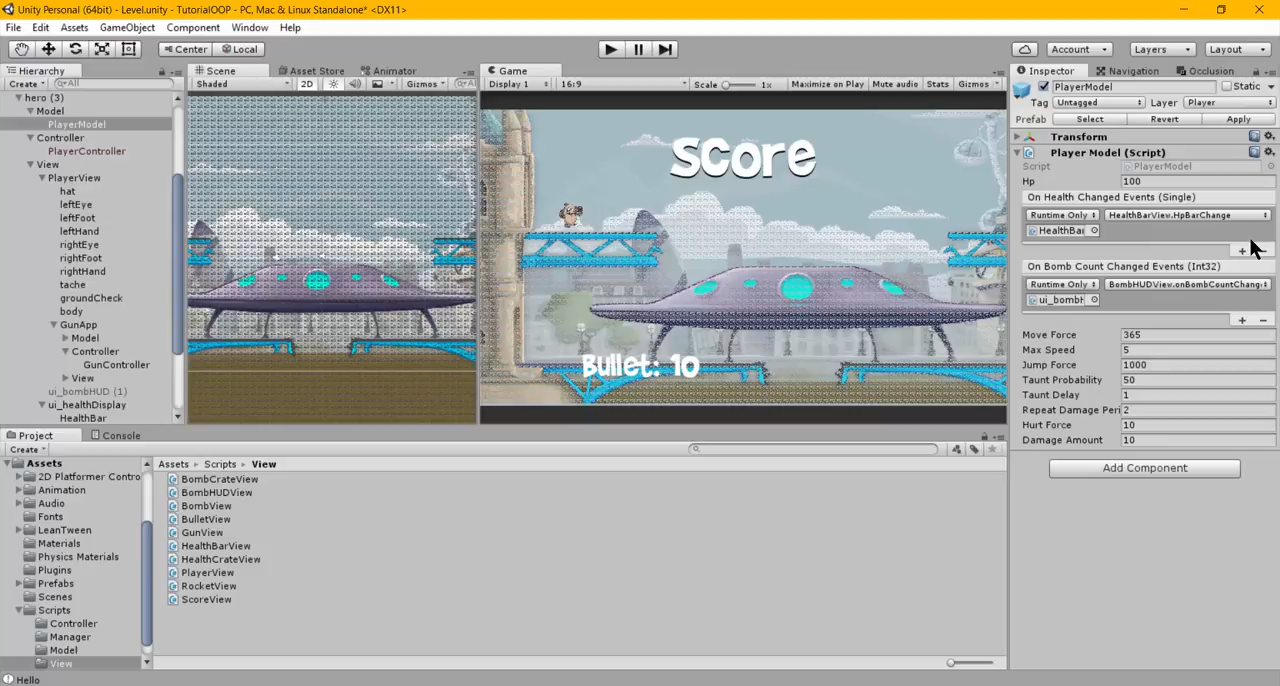 Unity Personal (64bit) - Level.unity - TutorialOOP - PC, Mac & Linux Standalone* <DX11>
File Edit Assets GameObject Component Window Help
Center Local Account Layers Layout
Hierarchy
Create All
hero (3)
Model
PlayerModel
Controller
PlayerController
View
PlayerView
hat
leftEye
leftFoot
leftHand
rightEye
rightFoot
rightHand
tache
groundCheck
body
GunApp
Model
Controller
GunController
View
ui_bombHUD (1)
ui_healthDisplay
HealthBar
Scene Asset Store Animator
Shaded 2D Gizmos All
Game
Display 1 16:9 Scale 1x Maximize on Play Mute audio Stats Gizmos
Score
Bullet: 10
Inspector Navigation Occlusion
PlayerModel Static
Tag Untagged Layer Player
Prefab Select Revert Apply
Transform
Player Model (Script)
Script PlayerModel
Hp 100
On Health Changed Events (Single)
Runtime Only HealthBarView.HpBarChange
HealthBar
On Bomb Count Changed Events (Int32)
Runtime Only BombHUDView.onBombCountChang
ui_bombH
Move Force 365
Max Speed 5
Jump Force 1000
Taunt Probability 50
Taunt Delay 1
Repeat Damage Peri 2
Hurt Force 10
Damage Amount 10
Add Component
Project Console
Create
Assets
2D Platformer Contro
Animation
Audio
Fonts
LeanTween
Materials
Physics Materials
Plugins
Prefabs
Scenes
Scripts
Controller
Manager
Model
View
Assets Scripts View
BombCrateView
BombHUDView
BombView
BulletView
GunView
HealthBarView
HealthCrateView
PlayerView
RocketView
ScoreView
Hello